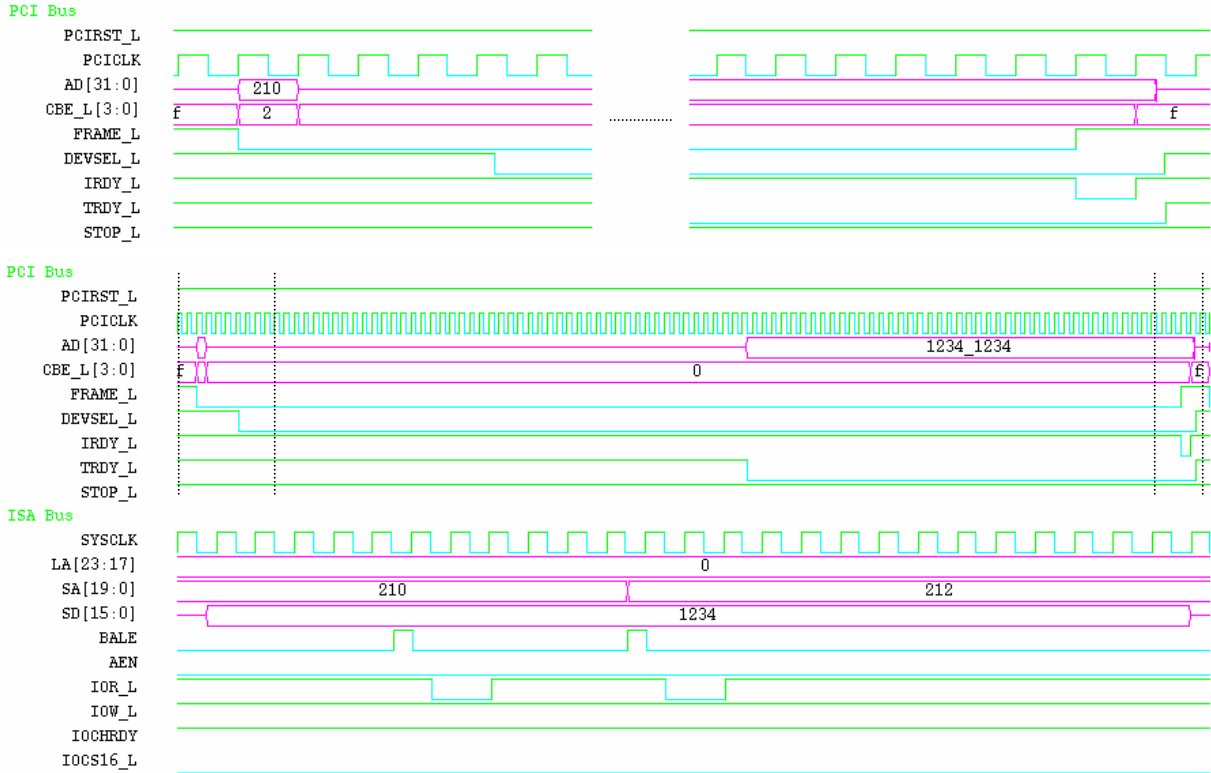 PCI Bus
PCIRST_L
PCICLK
AD[31:0] 210
CBE_L[3:0] f 2 f
FRAME_L
DEVSEL_L
IRDY_L
TRDY_L
STOP_L
PCI Bus
PCIRST_L
PCICLK
AD[31:0] 1234_1234
CBE_L[3:0] f 0 f
FRAME_L
DEVSEL_L
IRDY_L
TRDY_L
STOP_L
ISA Bus
SYSCLK
LA[23:17] 0
SA[19:0] 210 212
SD[15:0] 1234
BALE
AEN
IOR_L
IOW_L
IOCHRDY
IOCS16_L